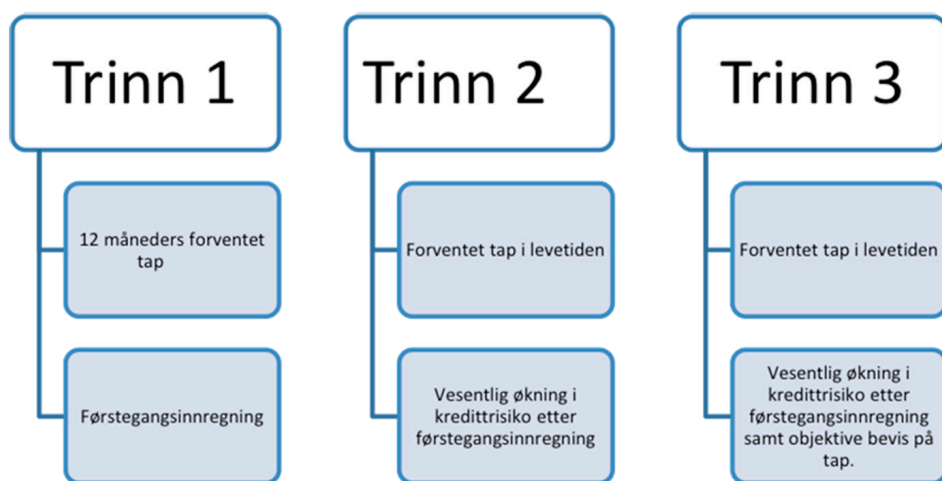 Trinn 1
12 måneders forventet
tap
Førstegangsinnregning
Trinn 2
Forventet tap i levetiden
Vesentlig økning i
kredittrisiko etter
førstegangsinnregning
Trinn 3
Forventet tap i levetiden
Vesentlig økning i
kredittrisiko etter
førstegangsinnregning
samt objektive bevis på
tap.